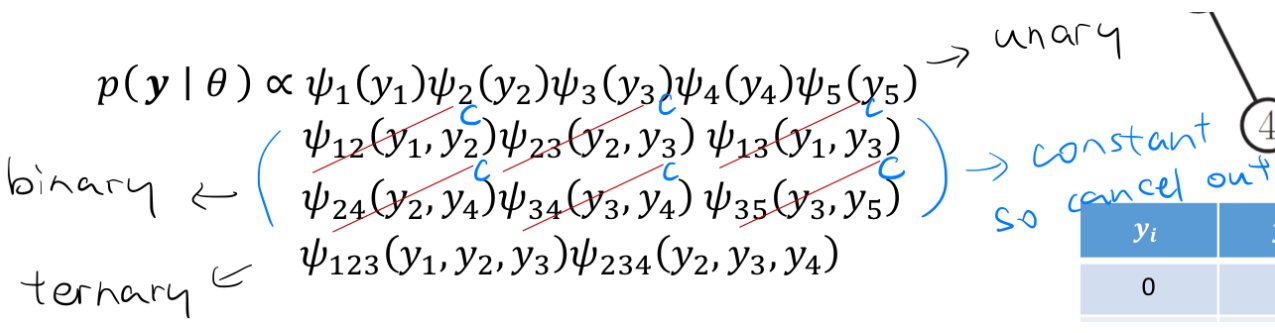 unary
p(y | θ) ∝ ψ₁(y₁)ψ₂(y₂)ψ₃(y₃)ψ₄(y₄)ψ₅(y₅) →
c c c
binary ← ( ψ₁₂(y₁, y₂)ψ₂₃(y₂, y₃) ψ₁₃(y₁, y₃) ) → constant
c c c
ψ₂₄(y₂, y₄)ψ₃₄(y₃, y₄) ψ₃₅(y₃, y₅) so cancel out
ternary ← ψ₁₂₃(y₁, y₂, y₃)ψ₂₃₄(y₂, y₃, y₄)
4
yᵢ
0